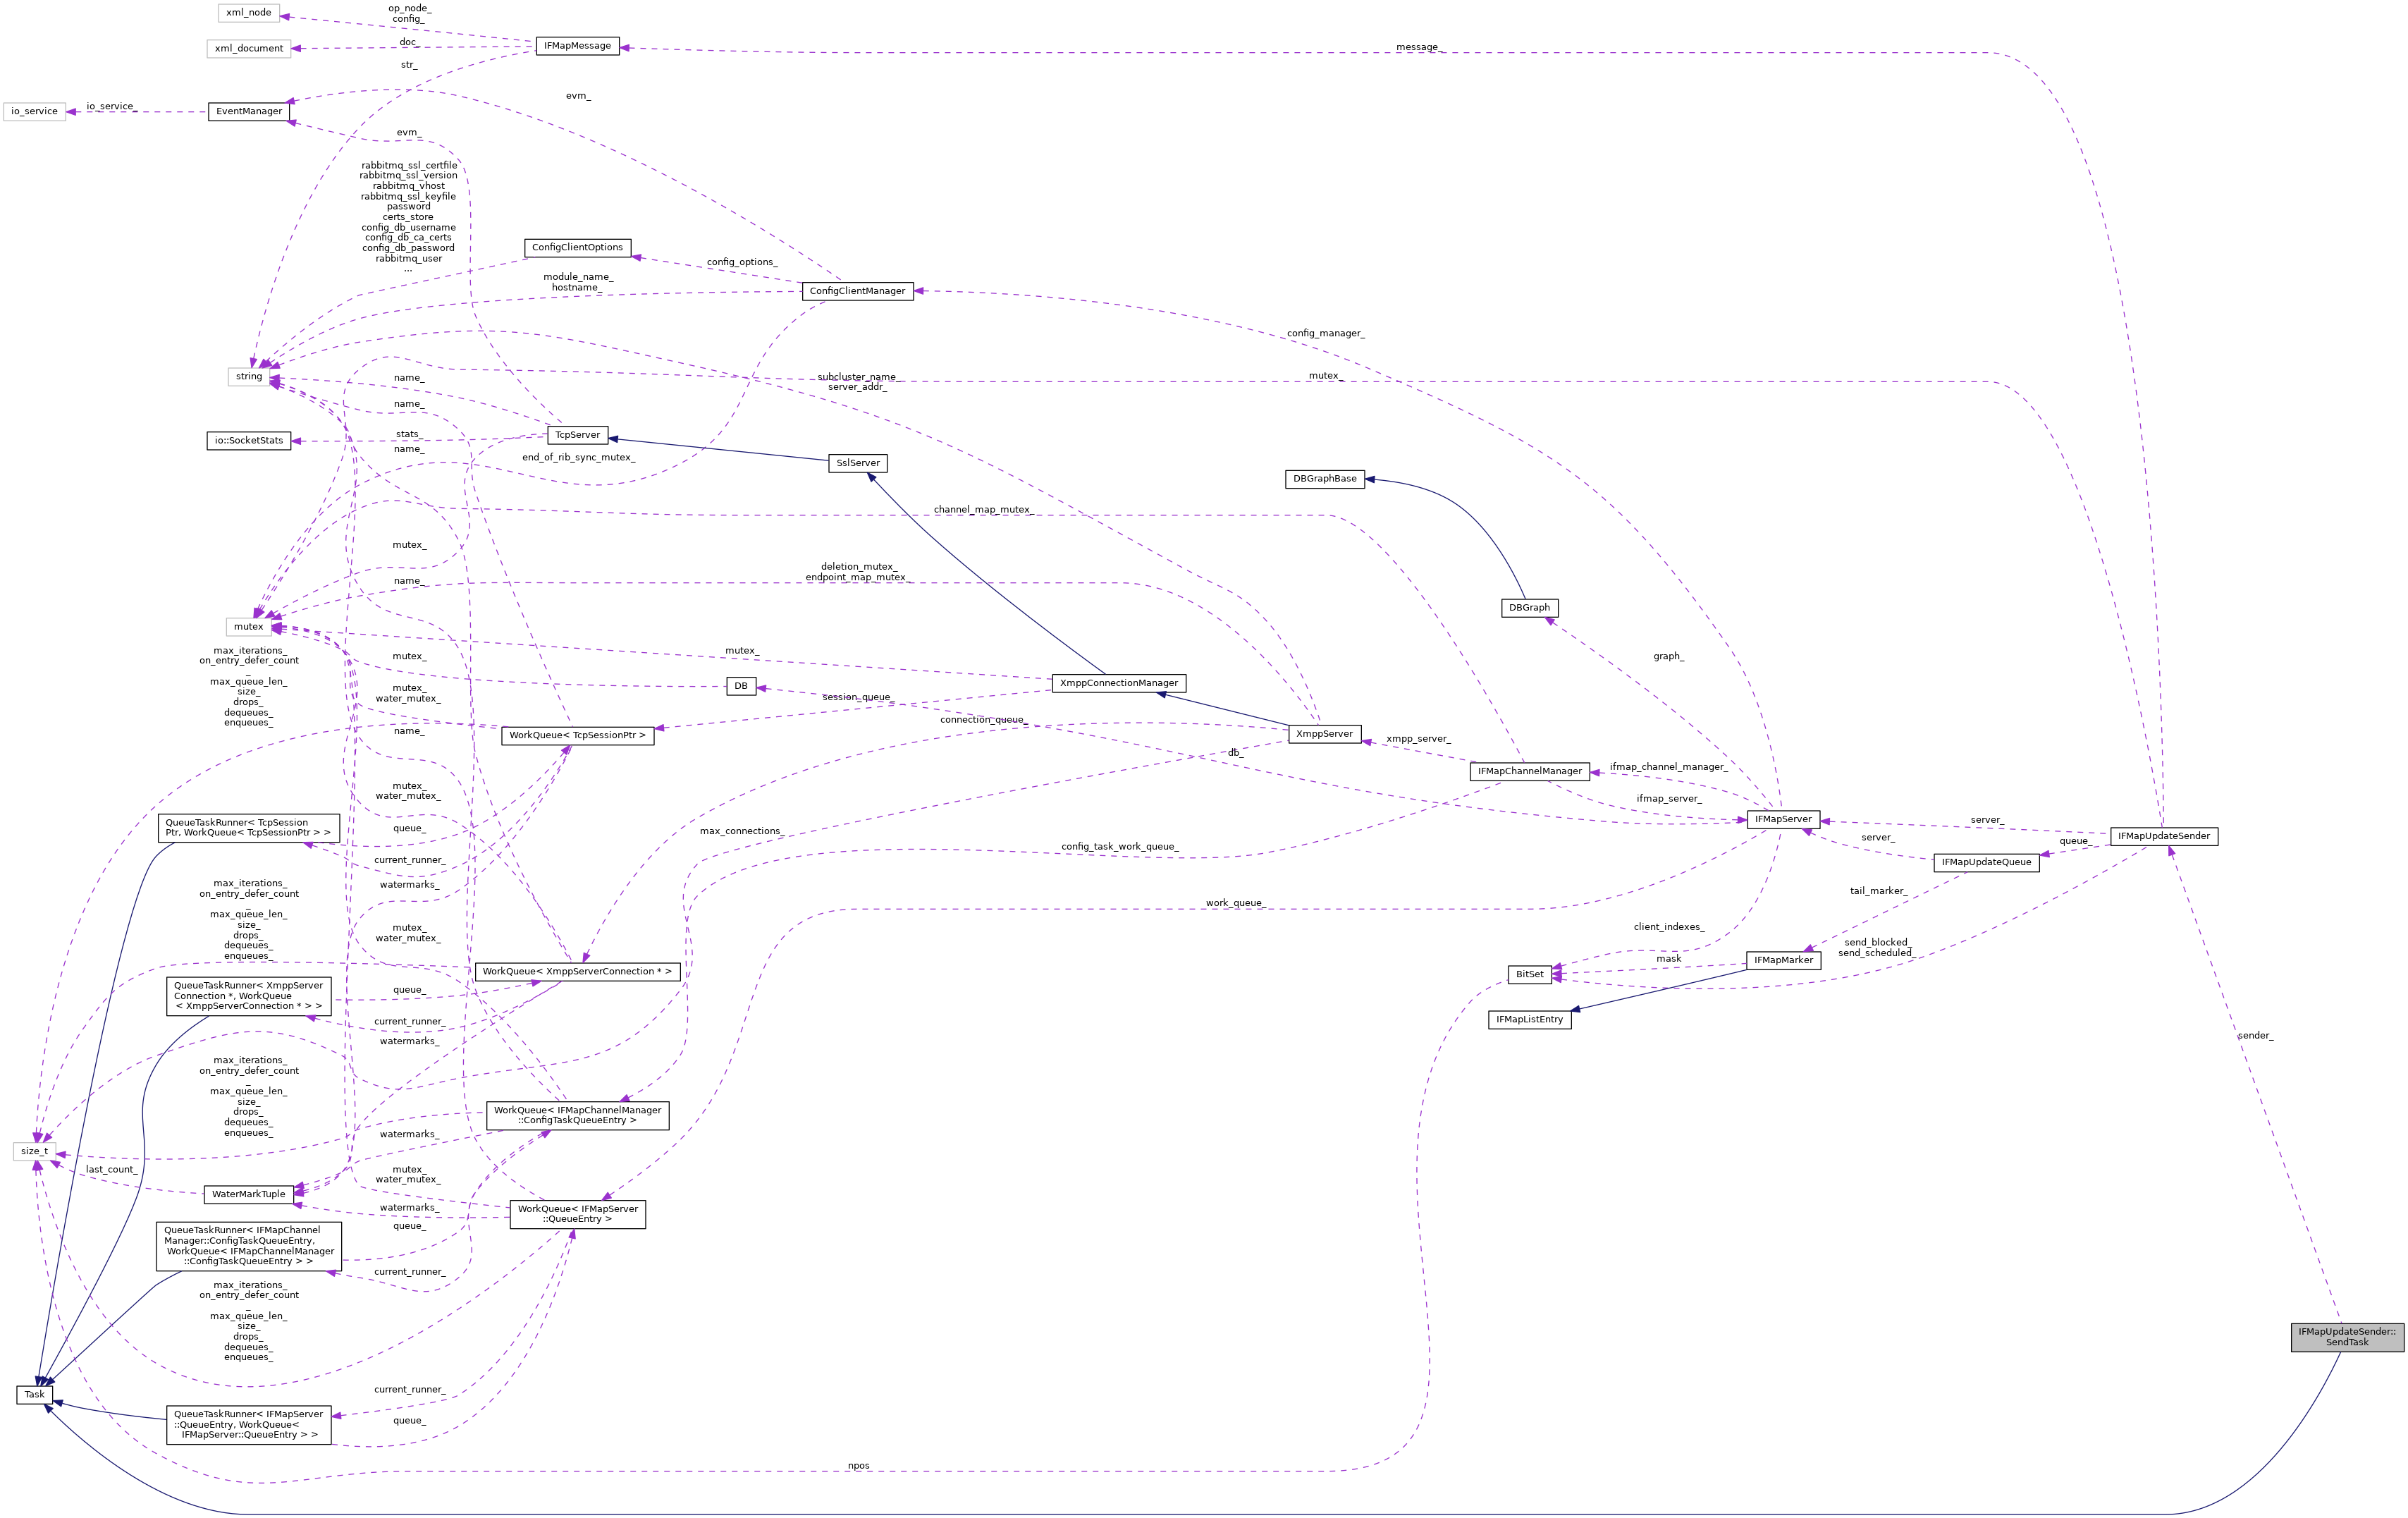 xml_node
op_node_
config_
xml_document
doc_
IFMapMessage
message_
str_
io_service
io_service_
EventManager
evm_
evm_
rabbitmq_ssl_certfile
rabbitmq_ssl_version
rabbitmq_vhost
rabbitmq_ssl_keyfile
password
certs_store
config_db_username
config_db_ca_certs
config_db_password
rabbitmq_user
...
ConfigClientOptions
config_options_
module_name_
hostname_
ConfigClientManager
config_manager_
string
name_
subcluster_name_
server_addr_
mutex_
name_
io::SocketStats
stats_
TcpServer
name_
end_of_rib_sync_mutex_
SslServer
DBGraphBase
channel_map_mutex_
mutex_
deletion_mutex_
endpoint_map_mutex_
name_
DBGraph
mutex
max_iterations_
on_entry_defer_count
_
max_queue_len_
size_
drops_
dequeues_
enqueues_
mutex_
mutex_
graph_
mutex_
water_mutex_
DB
session_queue_
XmppConnectionManager
name_
WorkQueue< TcpSessionPtr >
connection_queue_
XmppServer
xmpp_server_
db_
IFMapChannelManager
ifmap_channel_manager_
mutex_
water_mutex_
ifmap_server_
QueueTaskRunner< TcpSession
Ptr, WorkQueue< TcpSessionPtr > >
queue_
max_connections_
IFMapServer
server_
IFMapUpdateSender
current_runner_
config_task_work_queue_
server_
queue_
IFMapUpdateQueue
watermarks_
tail_marker_
max_iterations_
on_entry_defer_count
_
max_queue_len_
size_
drops_
dequeues_
enqueues_
mutex_
water_mutex_
work_queue_
client_indexes_
send_blocked_
send_scheduled_
mask
IFMapMarker
WorkQueue< XmppServerConnection * >
BitSet
QueueTaskRunner< XmppServer
Connection *, WorkQueue
< XmppServerConnection * > >
queue_
current_runner_
IFMapListEntry
watermarks_
sender_
max_iterations_
on_entry_defer_count
_
max_queue_len_
size_
drops_
dequeues_
enqueues_
WorkQueue< IFMapChannelManager
::ConfigTaskQueueEntry >
watermarks_
size_t
last_count_
mutex_
water_mutex_
WaterMarkTuple
watermarks_
WorkQueue< IFMapServer
::QueueEntry >
QueueTaskRunner< IFMapChannel
Manager::ConfigTaskQueueEntry,
WorkQueue< IFMapChannelManager
::ConfigTaskQueueEntry > >
queue_
current_runner_
max_iterations_
on_entry_defer_count
_
max_queue_len_
size_
drops_
dequeues_
enqueues_
IFMapUpdateSender::
SendTask
Task
current_runner_
QueueTaskRunner< IFMapServer
::QueueEntry, WorkQueue<
IFMapServer::QueueEntry > >
queue_
npos